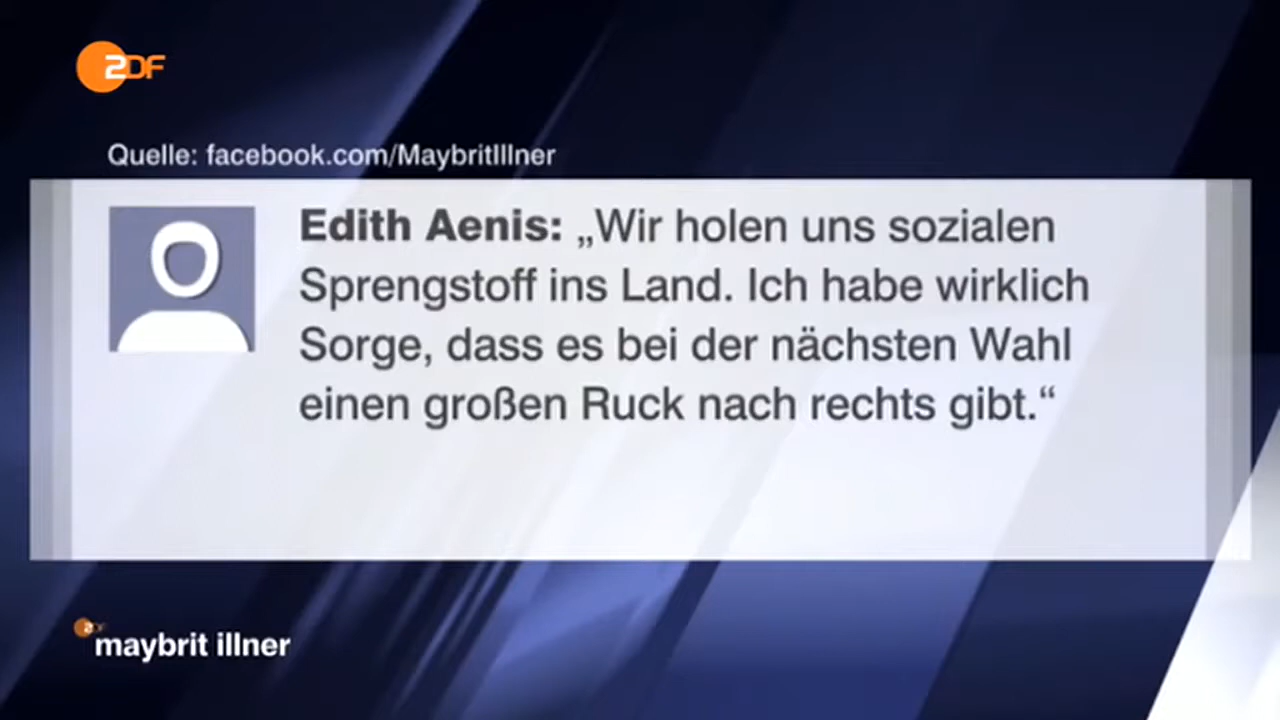 ZDF
Quelle: facebook.com/MaybritIllner
Edith Aenis: „Wir holen uns sozialen
Sprengstoff ins Land. Ich habe wirklich
Sorge, dass es bei der nächsten Wahl
einen großen Ruck nach rechts gibt.“
ZDF
maybrit illner